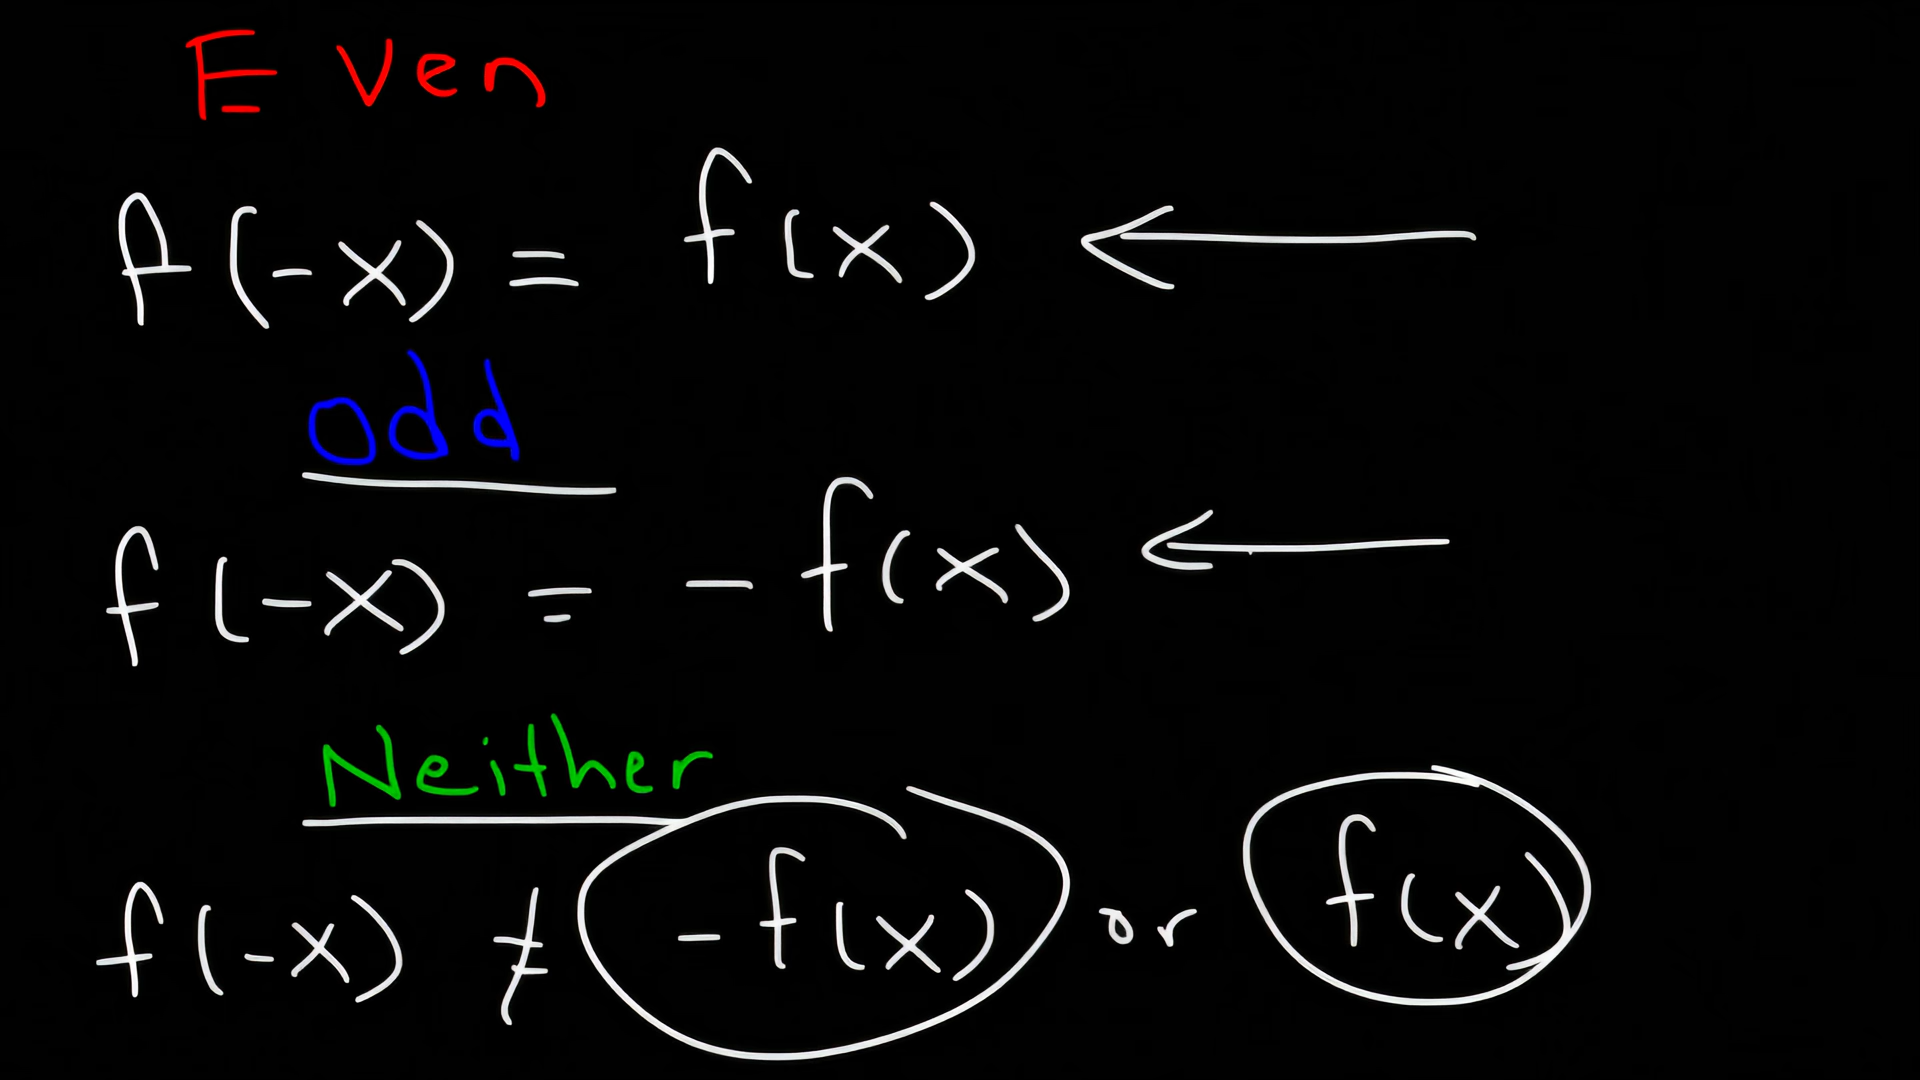 Even
f(-x) = f(x)
odd
f(-x) = -f(x)
Neither
f(-x) ≠ -f(x) or f(x)